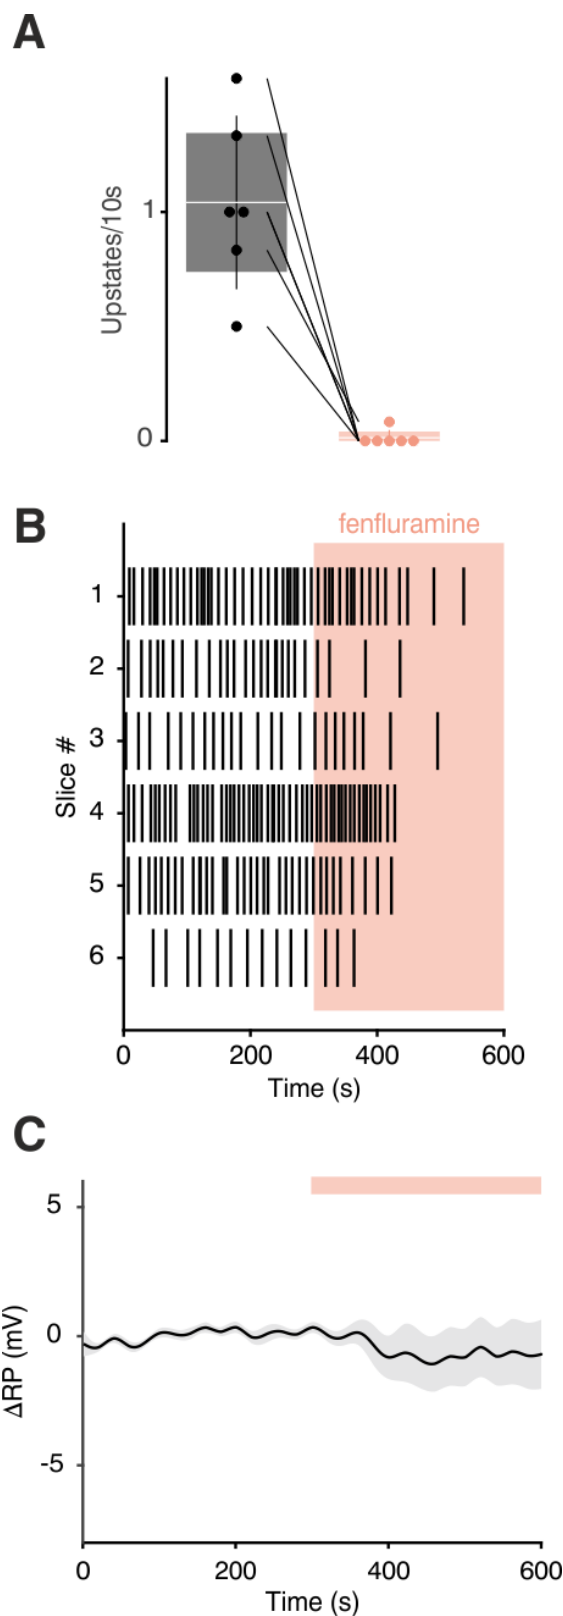 A
Upstates/10s
1
0
B
fenfluramine
Slice #
1
2
3
4
5
6
0 200 400 600
Time (s)
C
ΔRP (mV)
5
0
-5
0 200 400 600
Time (s)